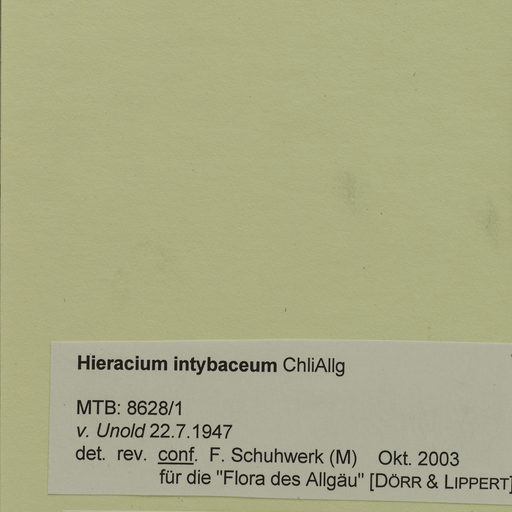 Hieracium intybaceum ChliAllg
MTB: 8628/1
v. Unold 22.7.1947
det. rev. conf. F. Schuhwerk (M) Okt. 2003
für die "Flora des Allgäu" [DÖRR & LIPPERT]